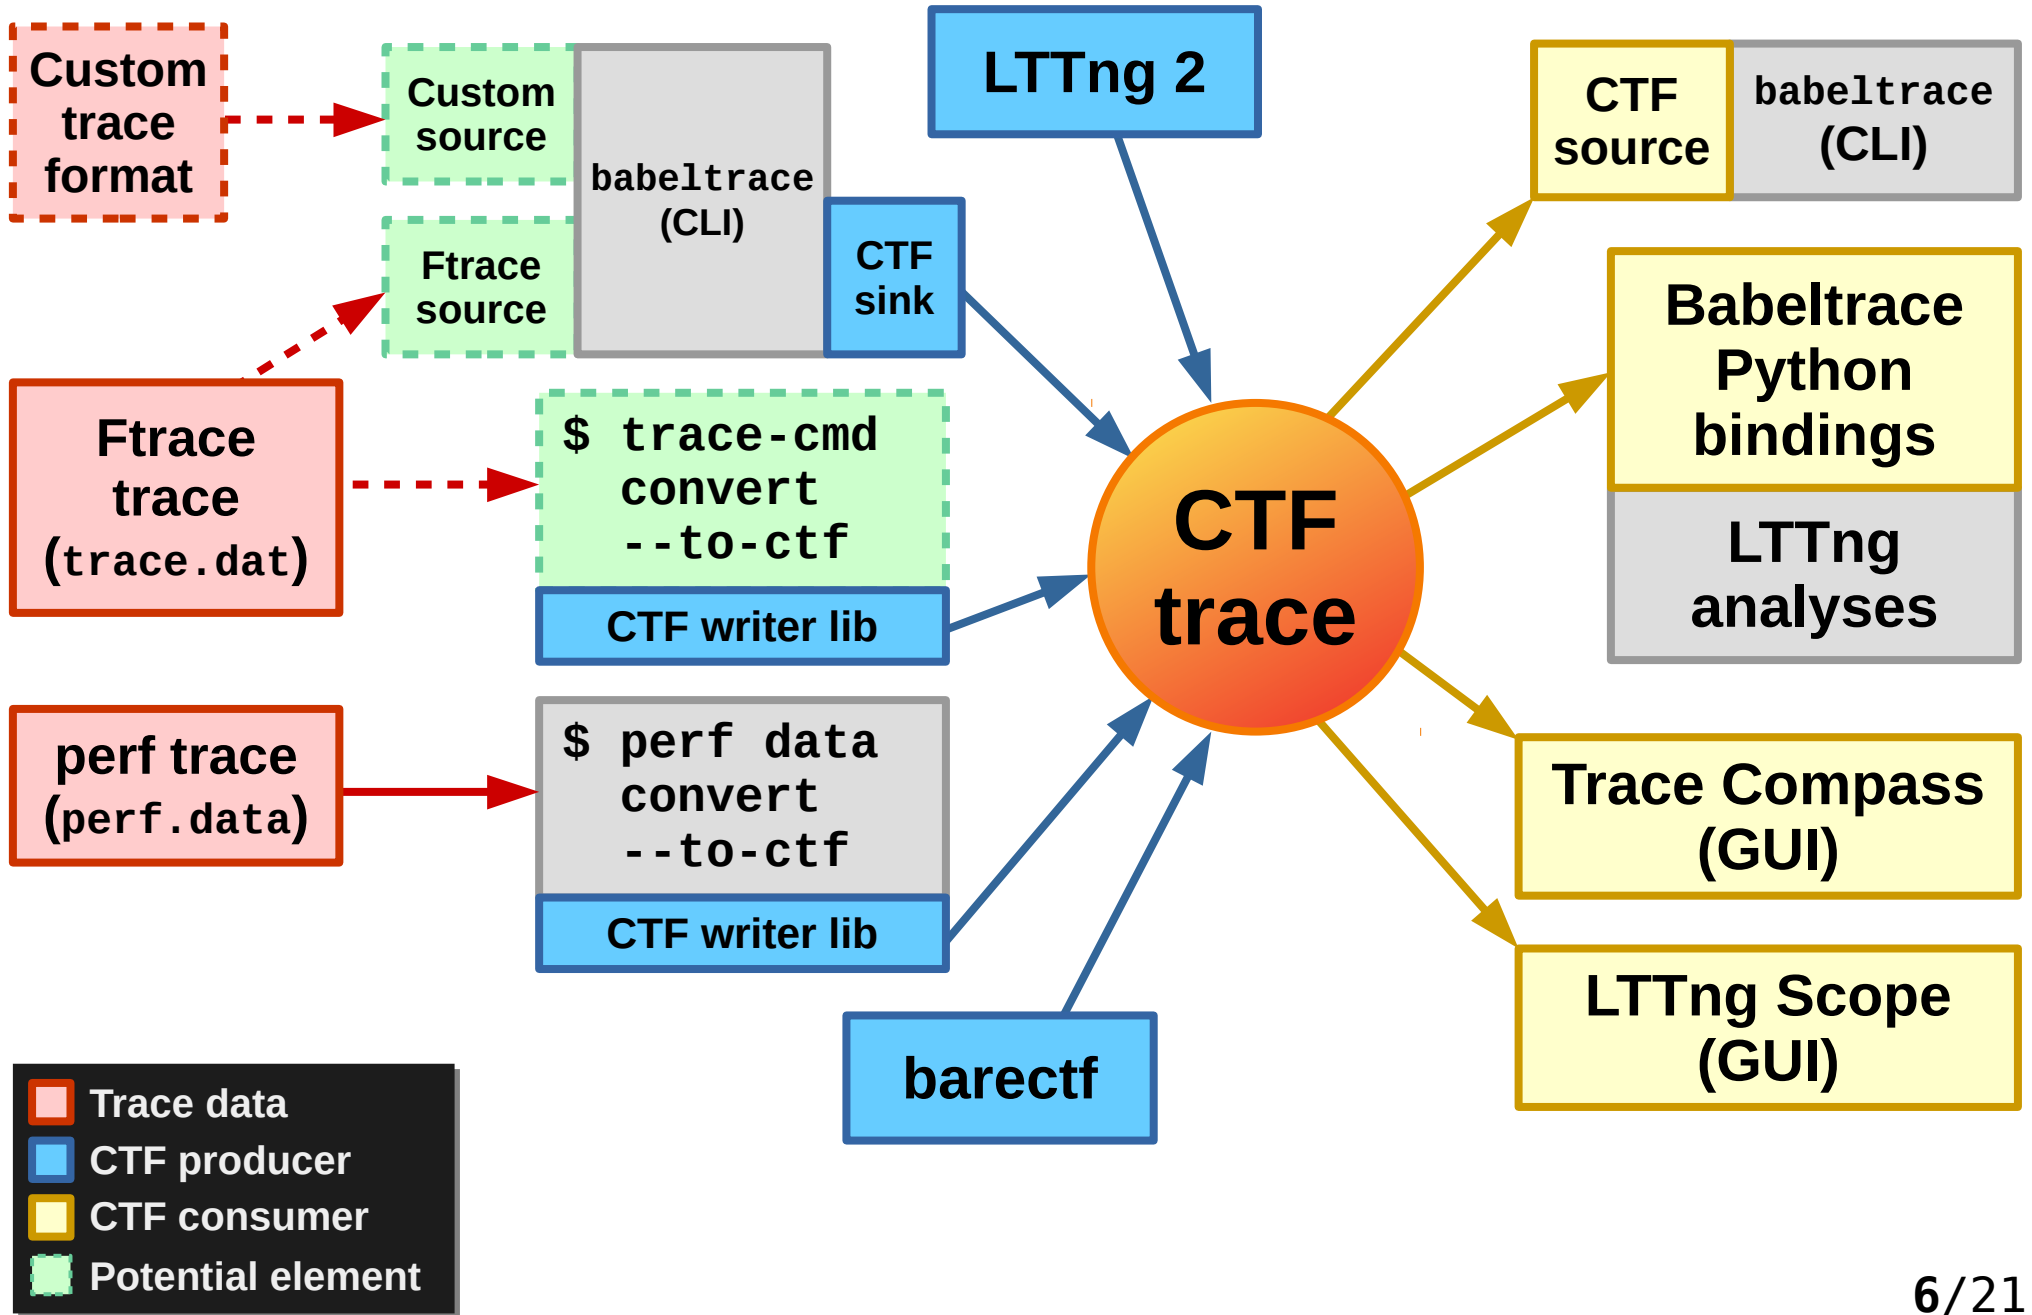 Custom
trace
format
Custom
source
Ftrace
source
babeltrace
(CLI)
CTF
sink
LTTng 2
CTF
source
babeltrace
(CLI)
Babeltrace
Python
bindings
LTTng
analyses
Ftrace
trace
(trace.dat)
$ trace-cmd
convert
--to-ctf
CTF writer lib
CTF
trace
perf trace
(perf.data)
$ perf data
convert
--to-ctf
CTF writer lib
Trace Compass
(GUI)
LTTng Scope
(GUI)
barectf
Trace data
CTF producer
CTF consumer
Potential element
6/21